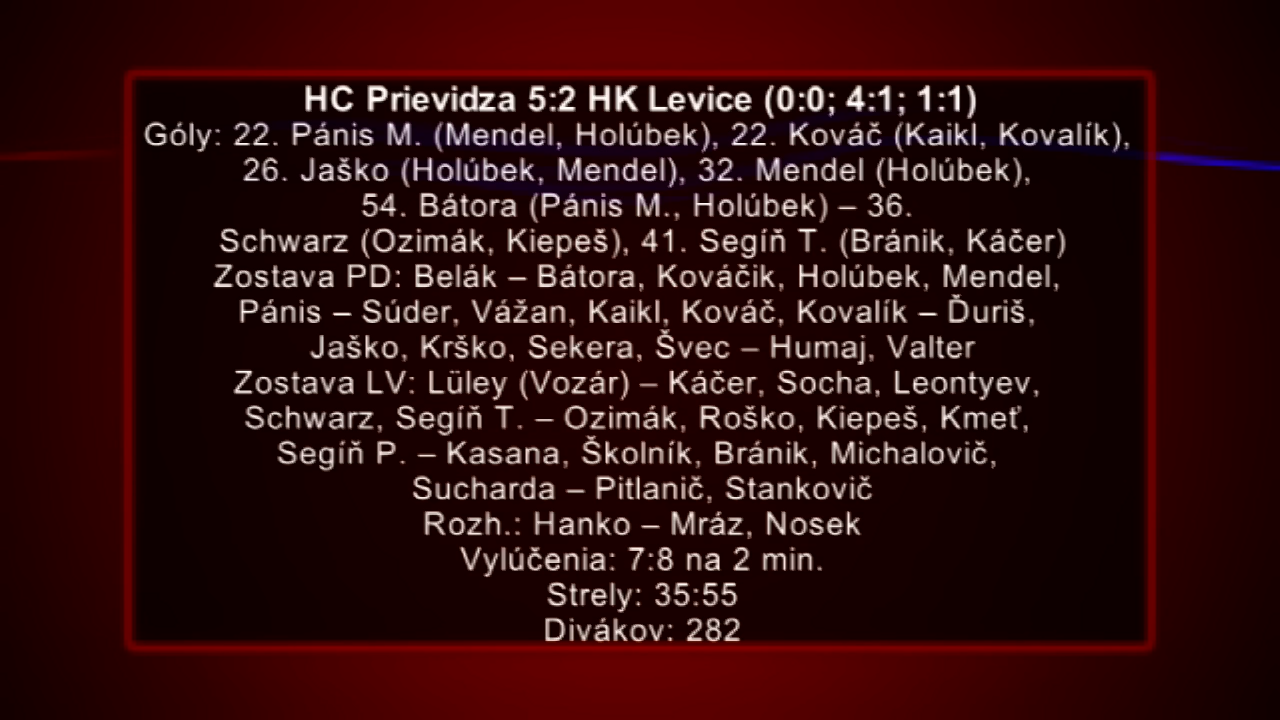 HC Prievidza 5:2 HK Levice (0:0; 4:1; 1:1)
Góly: 22. Pánis M. (Mendel, Holúbek), 22. Kováč (Kaikl, Kovalík),
26. Jaško (Holúbek, Mendel), 32. Mendel (Holúbek),
54. Bátora (Pánis M., Holúbek) – 36.
Schwarz (Ozimák, Kiepeš), 41. Segíň T. (Bránik, Káčer)
Zostava PD: Belák – Bátora, Kováčik, Holúbek, Mendel,
Pánis – Súder, Vážan, Kaikl, Kováč, Kovalík – Ďuriš,
Jaško, Krško, Sekera, Švec – Humaj, Valter
Zostava LV: Lüley (Vozár) – Káčer, Socha, Leontyev,
Schwarz, Segíň T. – Ozimák, Roško, Kiepeš, Kmeť,
Segíň P. – Kasana, Školník, Bránik, Michalovič,
Sucharda – Pitlanič, Stankovič
Rozh.: Hanko – Mráz, Nosek
Vylúčenia: 7:8 na 2 min.
Strely: 35:55
Divákov: 282